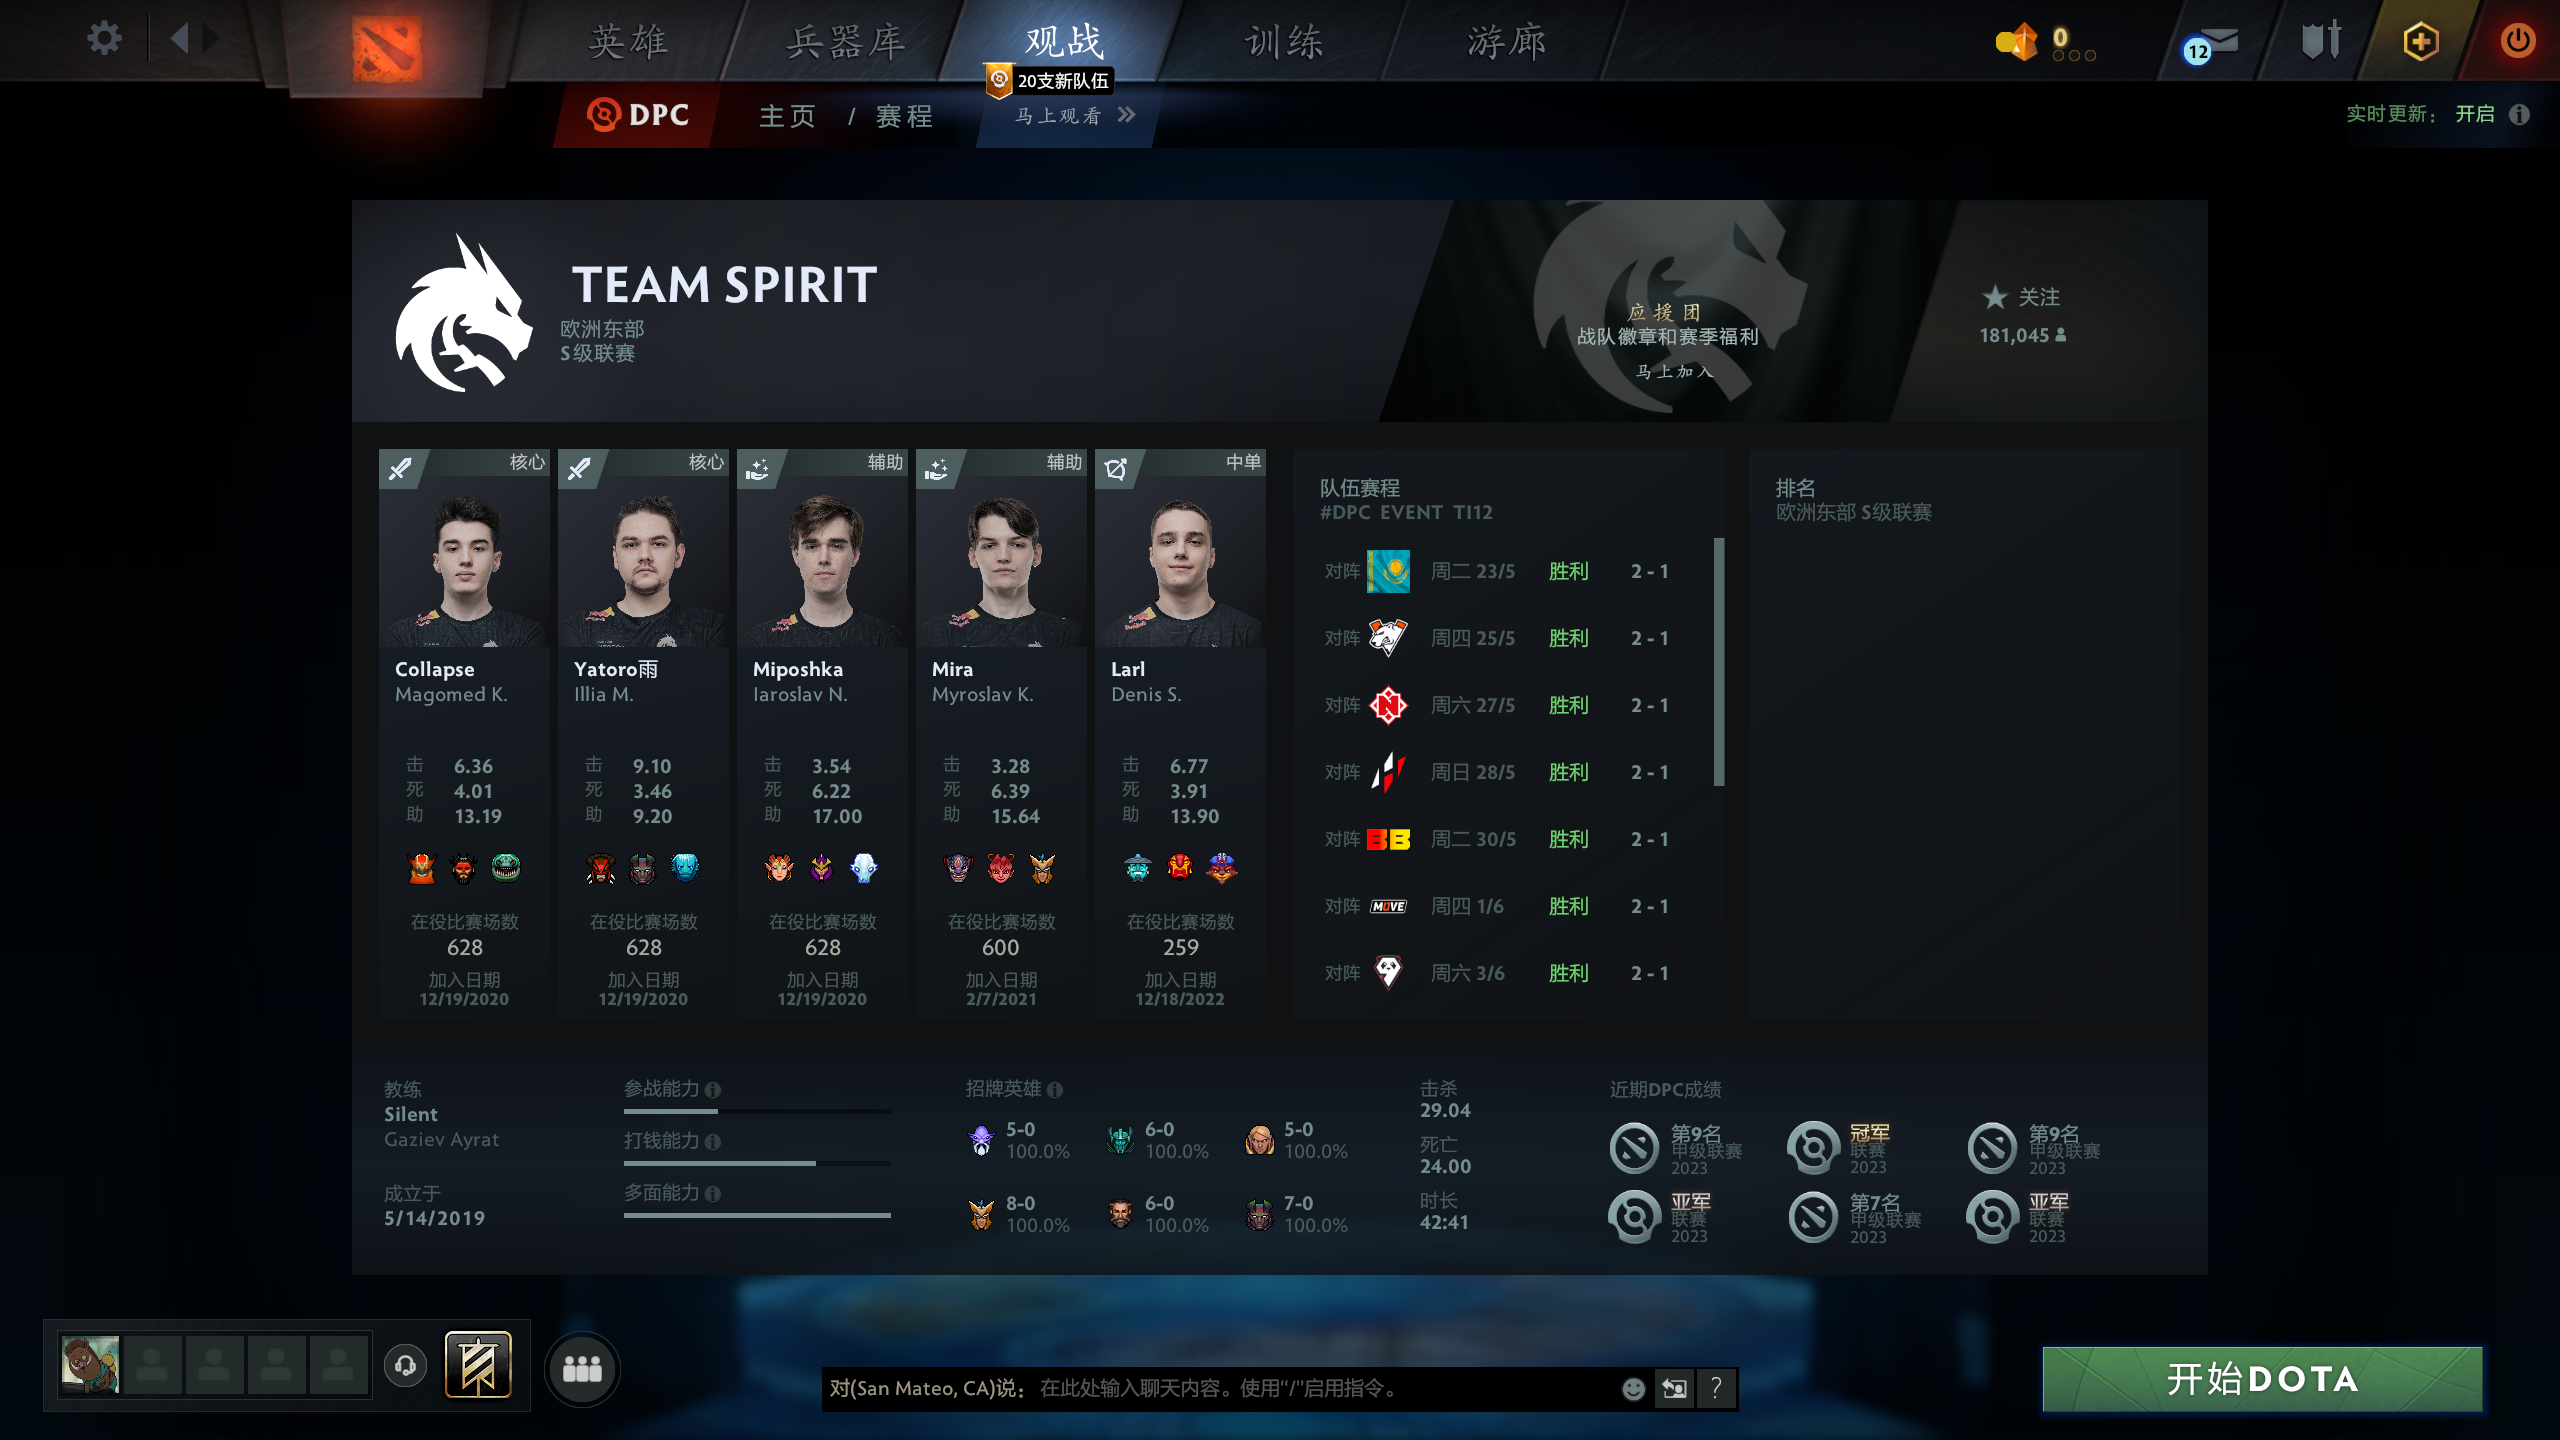 英雄
兵器库
观战
训练
游廊
0
12
20支新队伍
马上观看
DPC
主页
/
赛程
实时更新：
开启
TEAM SPIRIT
欧洲东部
S级联赛
应援团
战队徽章和赛季福利
马上加入
关注
181,045
核心
Collapse
Magomed K.
击 6.36
死 4.01
助 13.19
在役比赛场数
628
加入日期
12/19/2020
核心
Yatoro雨
Illia M.
击 9.10
死 3.46
助 9.20
在役比赛场数
628
加入日期
12/19/2020
辅助
Miposhka
Iaroslav N.
击 3.54
死 6.22
助 17.00
在役比赛场数
628
加入日期
12/19/2020
辅助
Mira
Myroslav K.
击 3.28
死 6.39
助 15.64
在役比赛场数
600
加入日期
2/7/2021
中单
Larl
Denis S.
击 6.77
死 3.91
助 13.90
在役比赛场数
259
加入日期
12/18/2022
队伍赛程
#DPC EVENT TI12
对阵 周二 23/5 胜利 2 - 1
对阵 周四 25/5 胜利 2 - 1
对阵 周六 27/5 胜利 2 - 1
对阵 周日 28/5 胜利 2 - 1
对阵 BB 周二 30/5 胜利 2 - 1
对阵 MOVE 周四 1/6 胜利 2 - 1
对阵 周六 3/6 胜利 2 - 1
排名
欧洲东部 S级联赛
教练
Silent
Gaziev Ayrat
成立于
5/14/2019
参战能力
打钱能力
多面能力
招牌英雄
5-0
100.0%
6-0
100.0%
5-0
100.0%
8-0
100.0%
6-0
100.0%
7-0
100.0%
击杀
29.04
死亡
24.00
时长
42:41
近期DPC成绩
第9名
甲级联赛
2023
冠军
联赛
2023
第9名
甲级联赛
2023
亚军
联赛
2023
第7名
甲级联赛
2023
亚军
联赛
2023
对(San Mateo, CA)说： 在此处输入聊天内容。使用“/”启用指令。
?
开始DOTA